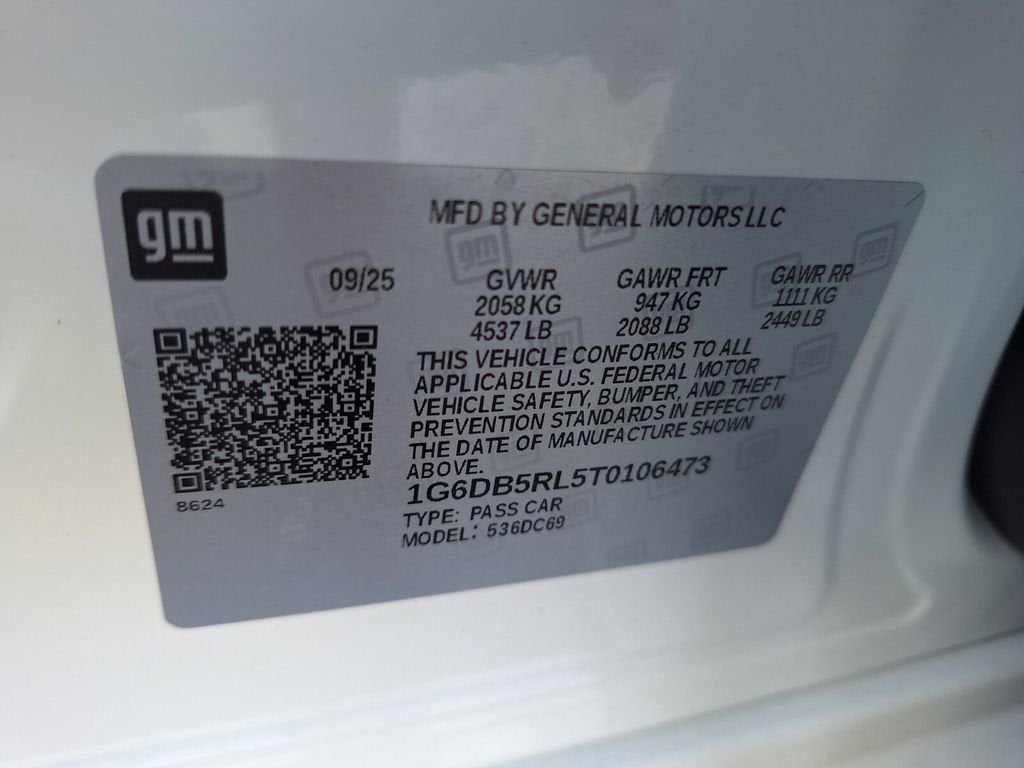 gm
MFD BY GENERAL MOTORS LLC
09/25 GVWR GAWR FRT GAWR RR
2058 KG 947 KG 1111 KG
4537 LB 2088 LB 2449 LB
THIS VEHICLE CONFORMS TO ALL
APPLICABLE U.S. FEDERAL MOTOR
VEHICLE SAFETY, BUMPER, AND THEFT
PREVENTION STANDARDS IN EFFECT ON
THE DATE OF MANUFACTURE SHOWN
ABOVE.
1G6DB5RL5T0106473
TYPE: PASS CAR
MODEL: 536DC69
8624